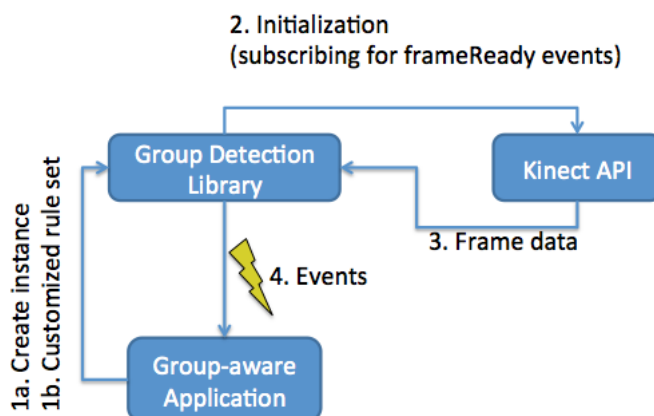 2. Initialization
(subscribing for frameReady events)
Group Detection
Library
Kinect API
3. Frame data
4. Events
1a. Create instance
1b. Customized rule set
Group-aware
Application